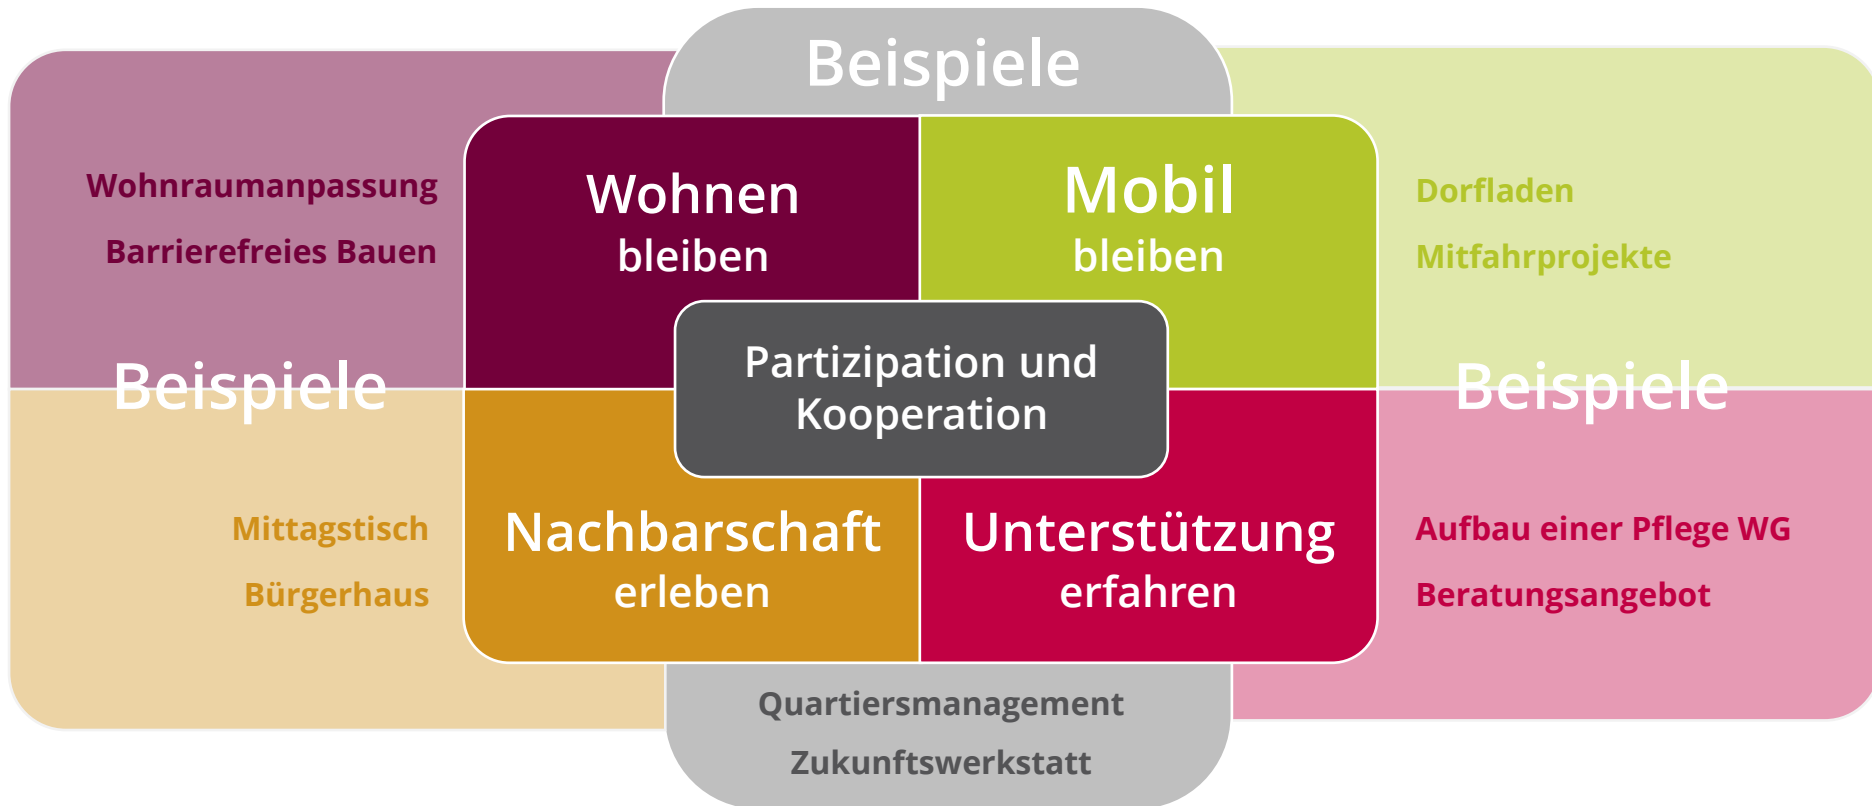 Beispiele
Wohnraumanpassung
Barrierefreies Bauen
Wohnen
bleiben
Mobil
bleiben
Dorfladen
Mitfahrprojekte
Beispiele
Partizipation und
Kooperation
Beispiele
Mittagstisch
Bürgerhaus
Nachbarschaft
erleben
Unterstützung
erfahren
Aufbau einer Pflege WG
Beratungsangebot
Quartiersmanagement
Zukunftswerkstatt